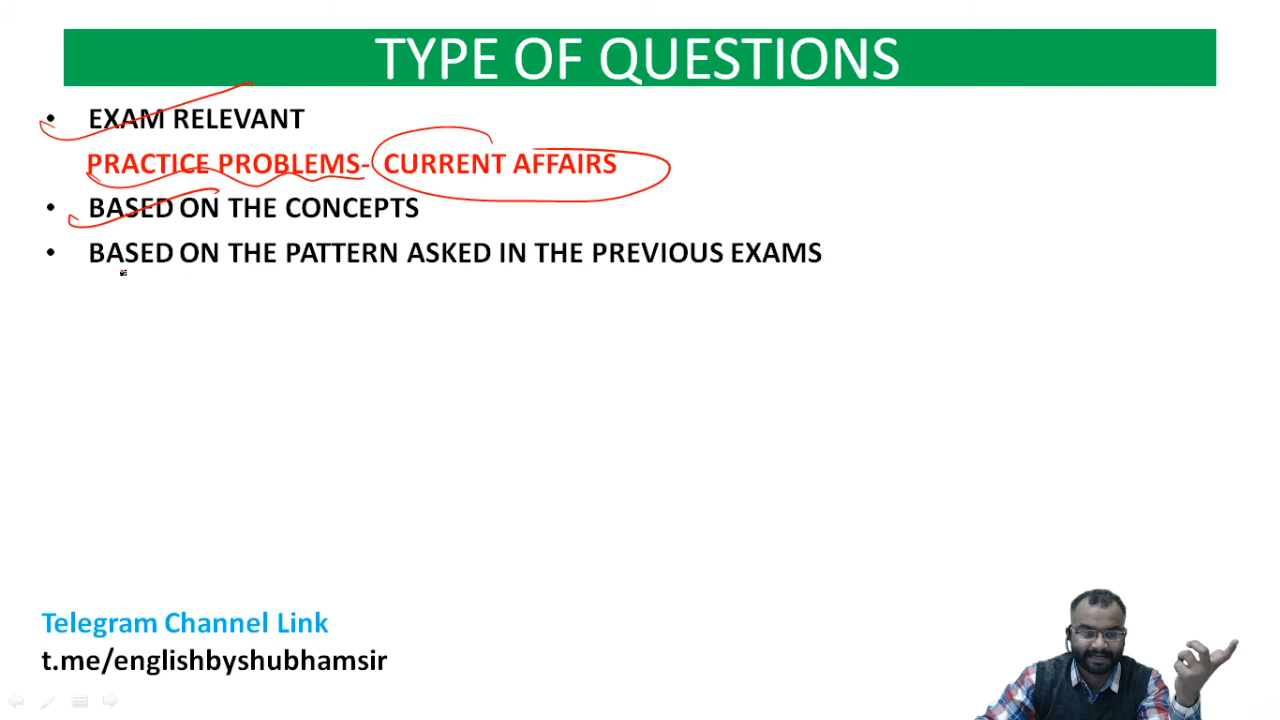 TYPE OF QUESTIONS
• EXAM RELEVANT
PRACTICE PROBLEMS- CURRENT AFFAIRS
• BASED ON THE CONCEPTS
• BASED ON THE PATTERN ASKED IN THE PREVIOUS EXAMS
Telegram Channel Link
t.me/englishbyshubhamsir